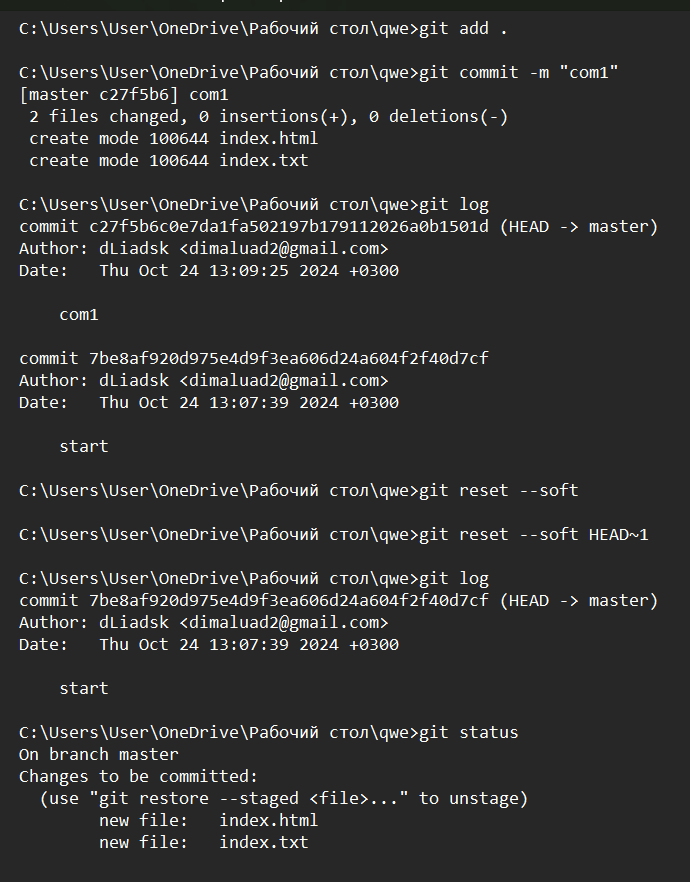 C:\Users\User\OneDrive\Рабочий стол\qwe>git add .
C:\Users\User\OneDrive\Рабочий стол\qwe>git commit -m "com1"
[master c27f5b6] com1
 2 files changed, 0 insertions(+), 0 deletions(-)
 create mode 100644 index.html
 create mode 100644 index.txt
C:\Users\User\OneDrive\Рабочий стол\qwe>git log
commit c27f5b6c0e7da1fa502197b179112026a0b1501d (HEAD -> master)
Author: dLiadsk <dimaluad2@gmail.com>
Date:   Thu Oct 24 13:09:25 2024 +0300
    com1
commit 7be8af920d975e4d9f3ea606d24a604f2f40d7cf
Author: dLiadsk <dimaluad2@gmail.com>
Date:   Thu Oct 24 13:07:39 2024 +0300
    start
C:\Users\User\OneDrive\Рабочий стол\qwe>git reset --soft
C:\Users\User\OneDrive\Рабочий стол\qwe>git reset --soft HEAD~1
C:\Users\User\OneDrive\Рабочий стол\qwe>git log
commit 7be8af920d975e4d9f3ea606d24a604f2f40d7cf (HEAD -> master)
Author: dLiadsk <dimaluad2@gmail.com>
Date:   Thu Oct 24 13:07:39 2024 +0300
    start
C:\Users\User\OneDrive\Рабочий стол\qwe>git status
On branch master
Changes to be committed:
  (use "git restore --staged <file>..." to unstage)
        new file:   index.html
        new file:   index.txt